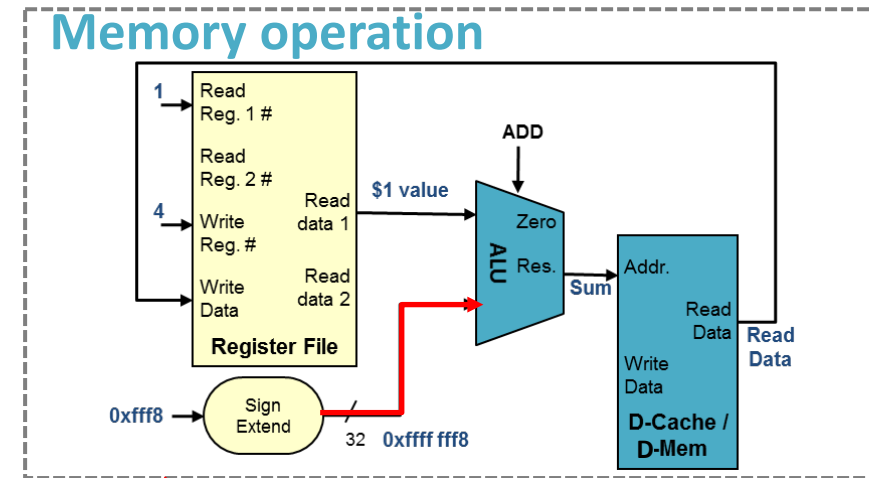 Memory operation
1
Read
Reg. 1 #
Read
Reg. 2 #
4
Write
Reg. #
Write
Data
Read
data 1
Read
data 2
Register File
$1 value
ADD
Zero
ALU
Res.
Sum
Addr.
Read
Data
Write
Data
D-Cache /
D-Mem
Read
Data
0xfff8
Sign
Extend
32
0xffff fff8